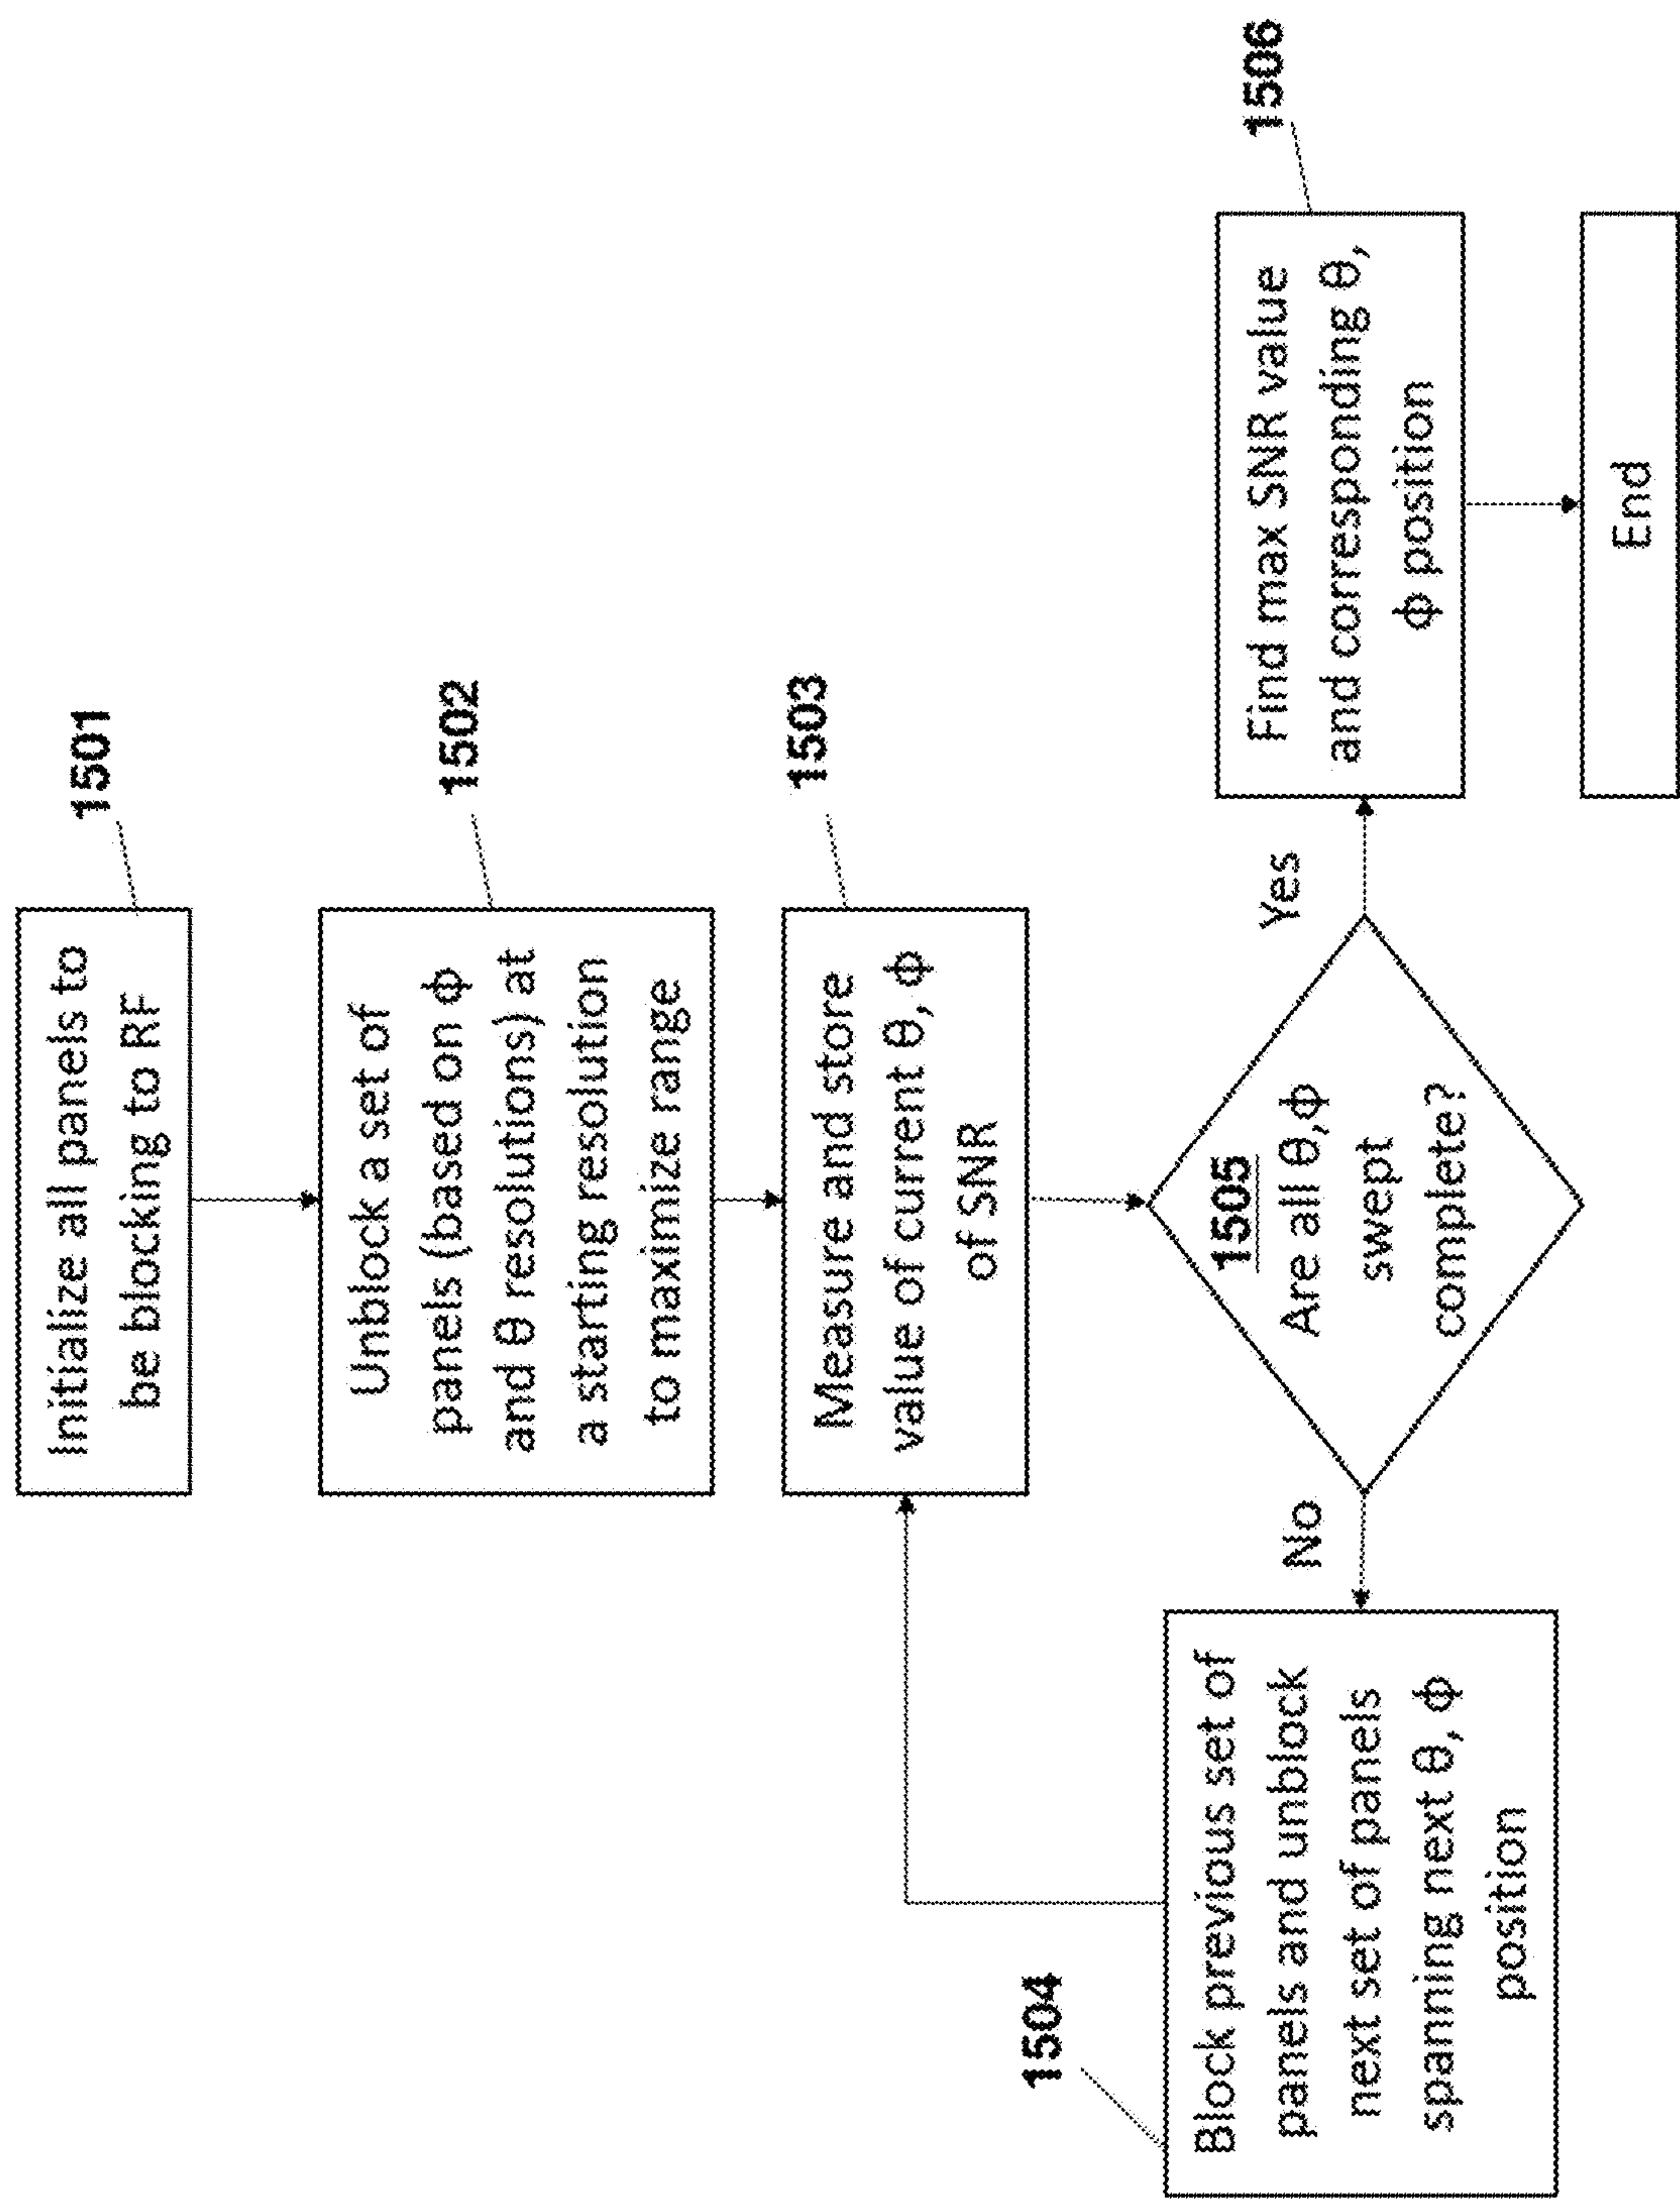 1501
Initialize all panels to
be blocking to RF
1502
Unblock a set of
panels (based on ϕ
and θ resolutions) at
a starting resolution
to maximize range
1503
Measure and store
value of current θ, ϕ
of SNR
1505
Are all θ,ϕ
swept
complete?
No
Yes
1504
Block previous set of
panels and unblock
next set of panels
spanning next θ, ϕ
position
1506
Find max SNR value
and corresponding θ,
ϕ position
End